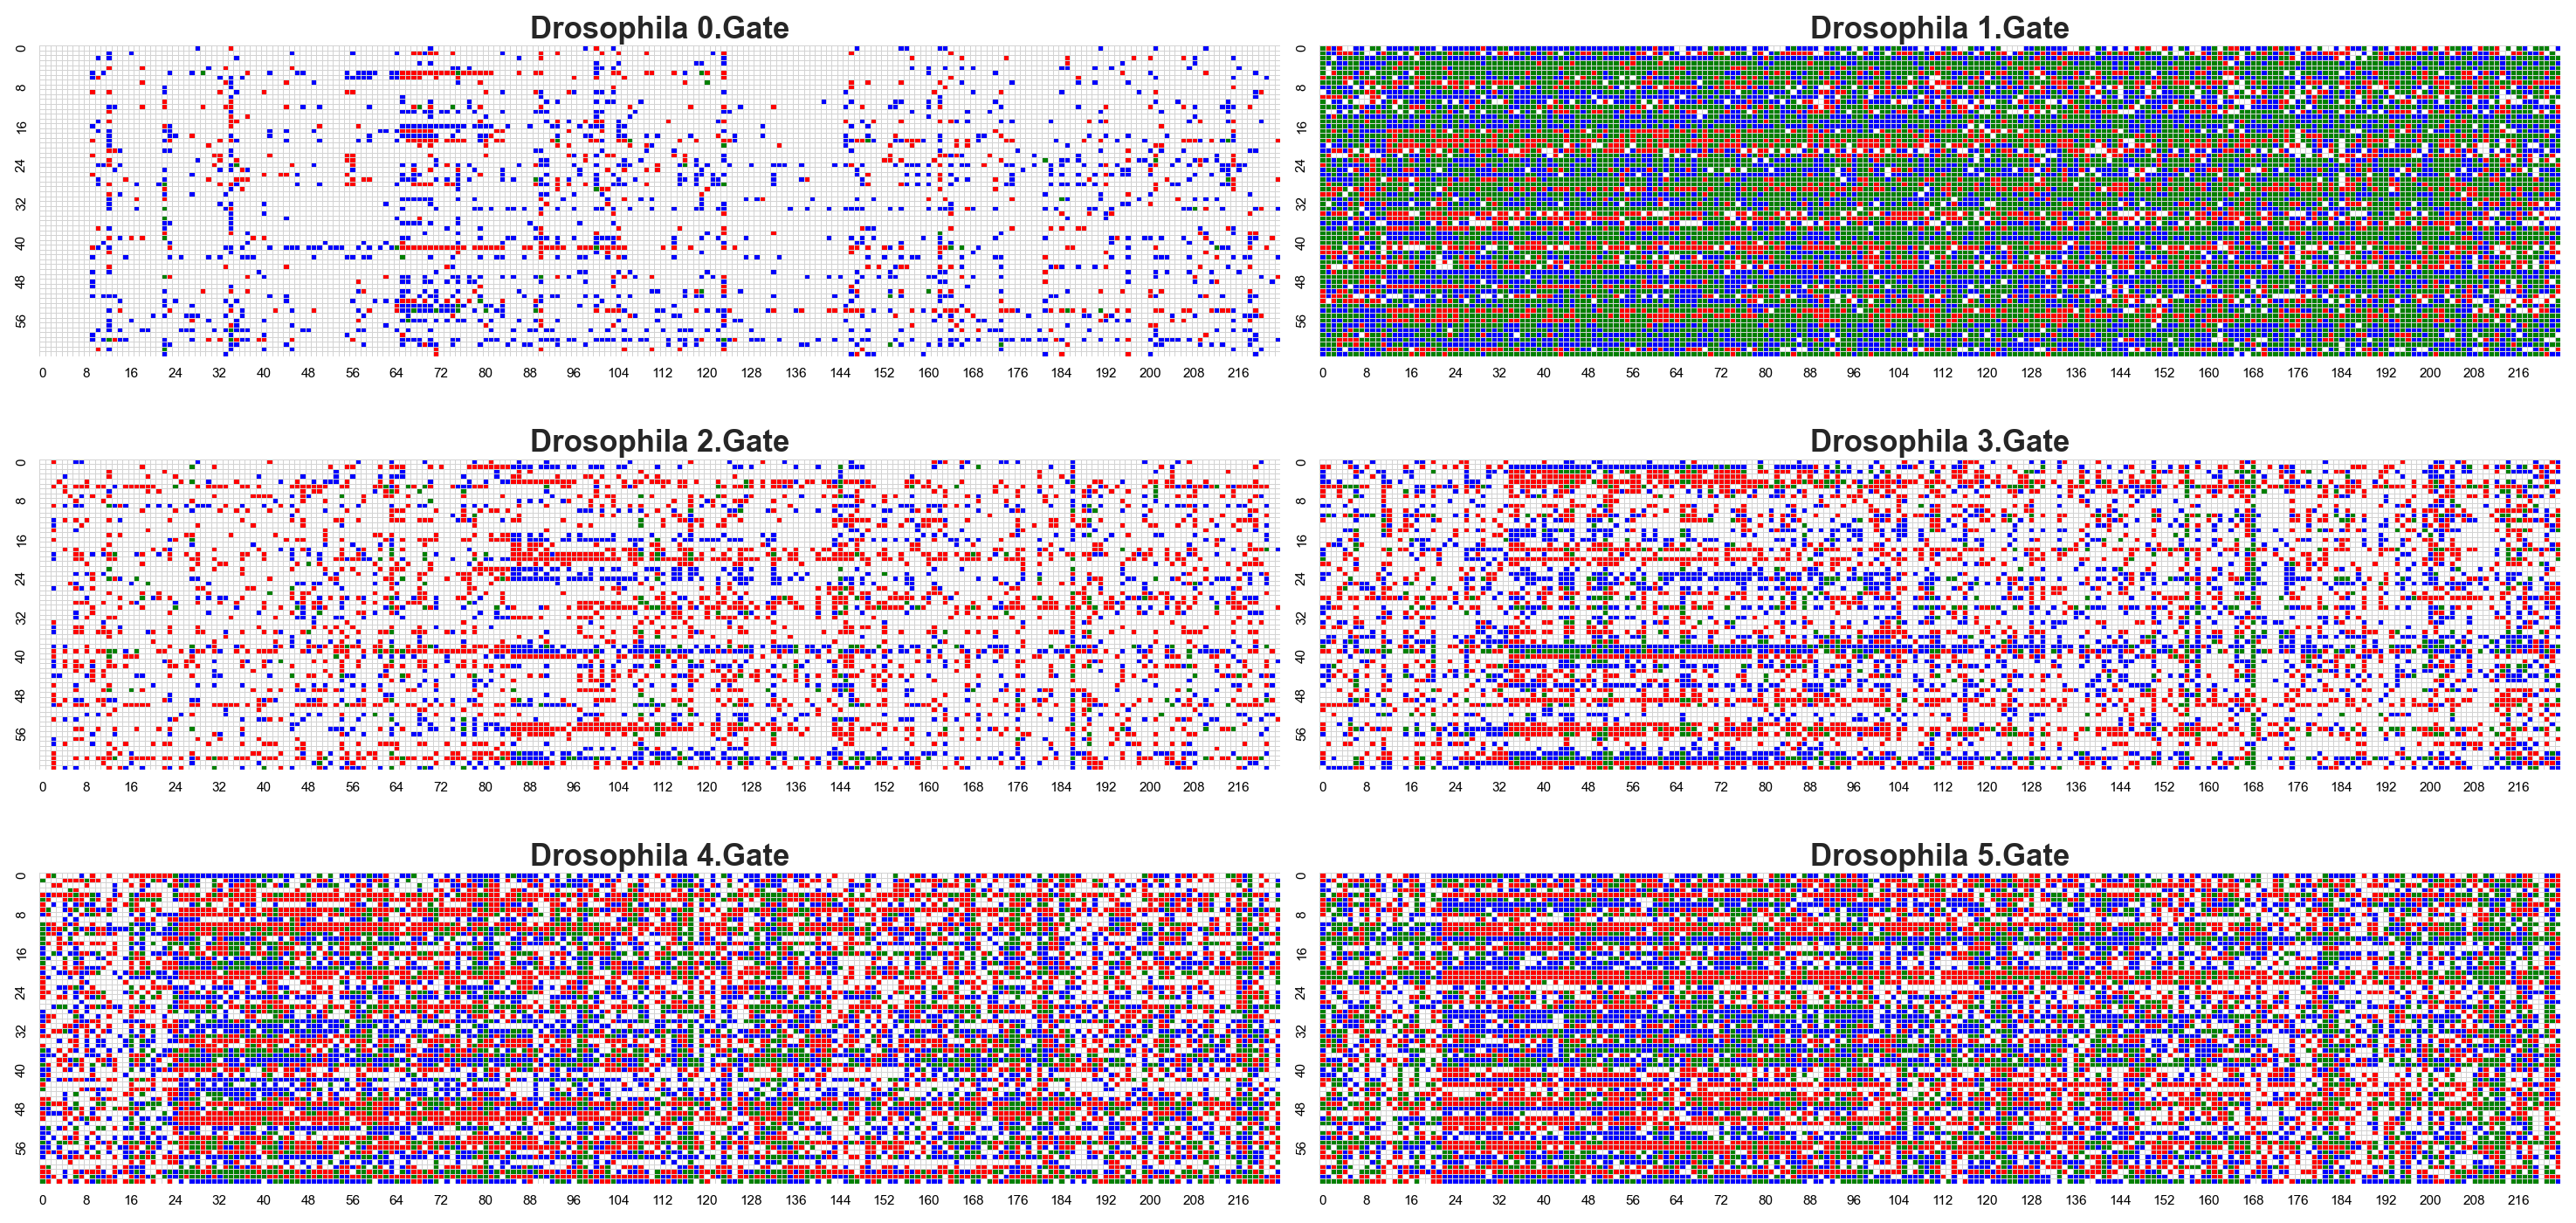 Drosophila 0.Gate
0 8 16 24 32 40 48 56
0 8 16 24 32 40 48 56 64 72 80 88 96 104 112 120 128 136 144 152 160 168 176 184 192 200 208 216
Drosophila 1.Gate
0 8 16 24 32 40 48 56
0 8 16 24 32 40 48 56 64 72 80 88 96 104 112 120 128 136 144 152 160 168 176 184 192 200 208 216
Drosophila 2.Gate
0 8 16 24 32 40 48 56
0 8 16 24 32 40 48 56 64 72 80 88 96 104 112 120 128 136 144 152 160 168 176 184 192 200 208 216
Drosophila 3.Gate
0 8 16 24 32 40 48 56
0 8 16 24 32 40 48 56 64 72 80 88 96 104 112 120 128 136 144 152 160 168 176 184 192 200 208 216
Drosophila 4.Gate
0 8 16 24 32 40 48 56
0 8 16 24 32 40 48 56 64 72 80 88 96 104 112 120 128 136 144 152 160 168 176 184 192 200 208 216
Drosophila 5.Gate
0 8 16 24 32 40 48 56
0 8 16 24 32 40 48 56 64 72 80 88 96 104 112 120 128 136 144 152 160 168 176 184 192 200 208 216